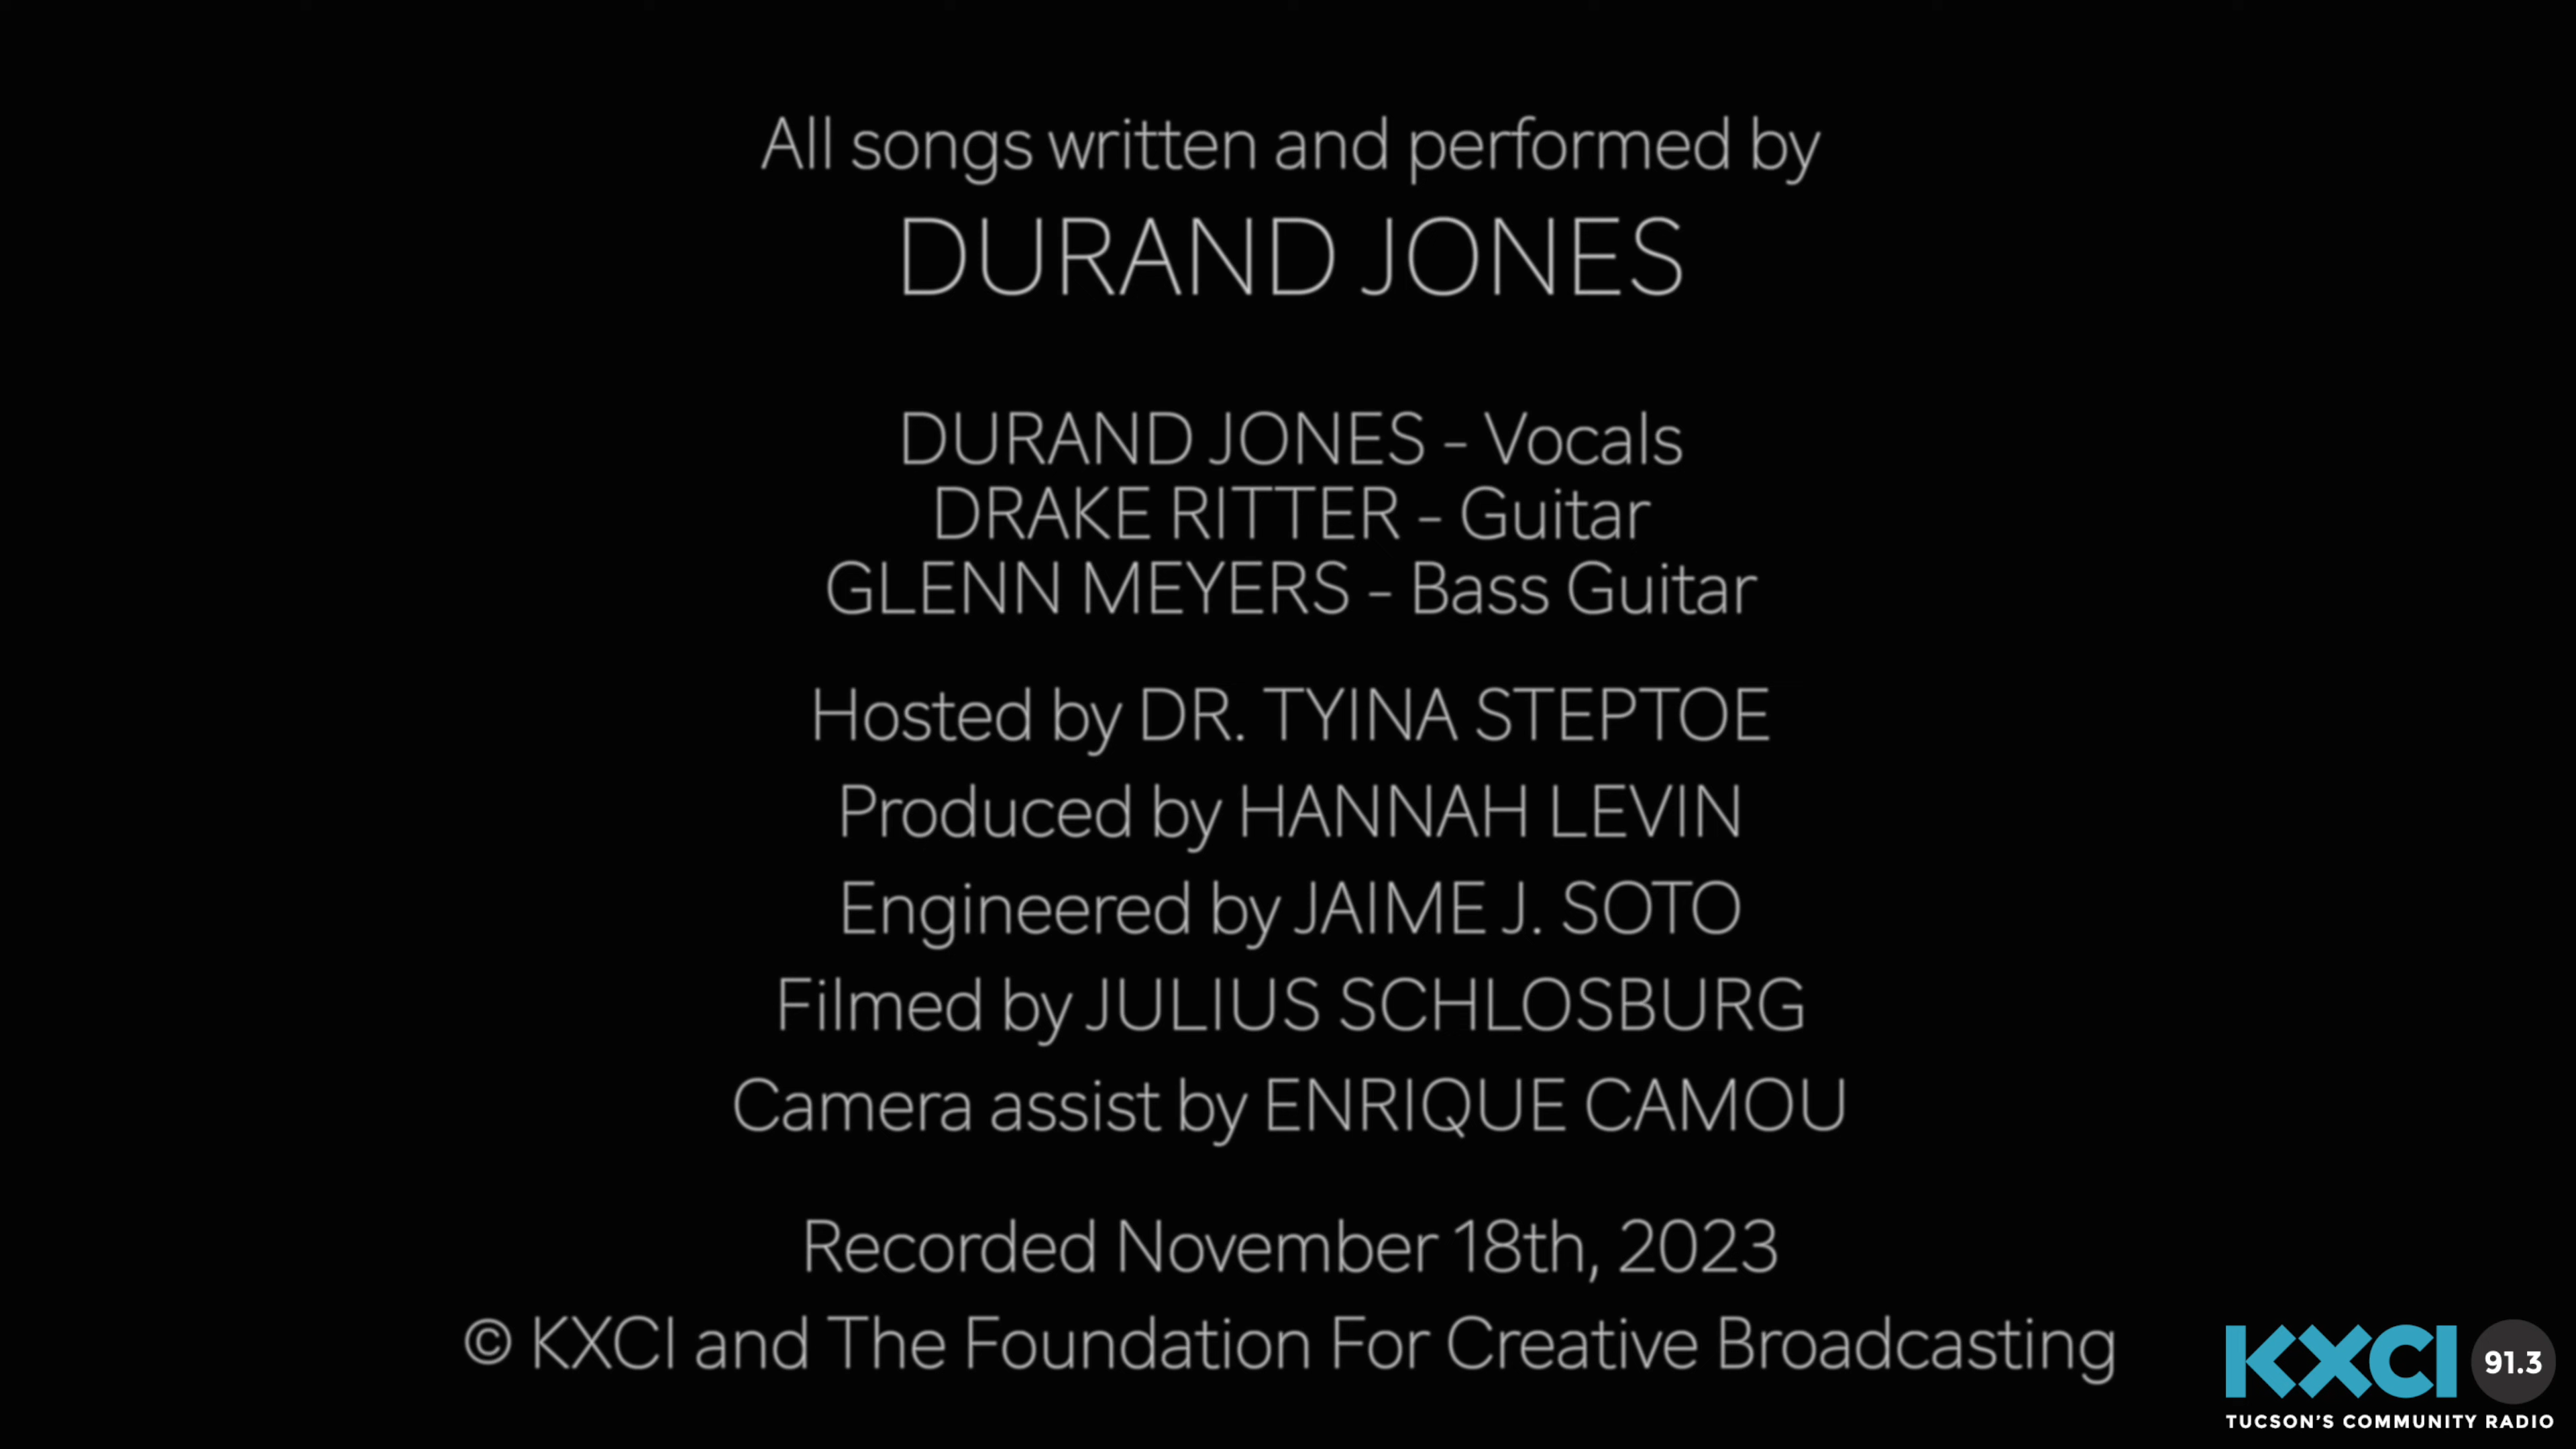 All songs written and performed by
DURAND JONES
DURAND JONES - Vocals
DRAKE RITTER - Guitar
GLENN MEYERS - Bass Guitar
Hosted by DR. TYINA STEPTOE
Produced by HANNAH LEVIN
Engineered by JAIME J. SOTO
Filmed by JULIUS SCHLOSBURG
Camera assist by ENRIQUE CAMOU
Recorded November 18th, 2023
© KXCI and The Foundation For Creative Broadcasting
KXCI 91.3
TUCSON'S COMMUNITY RADIO